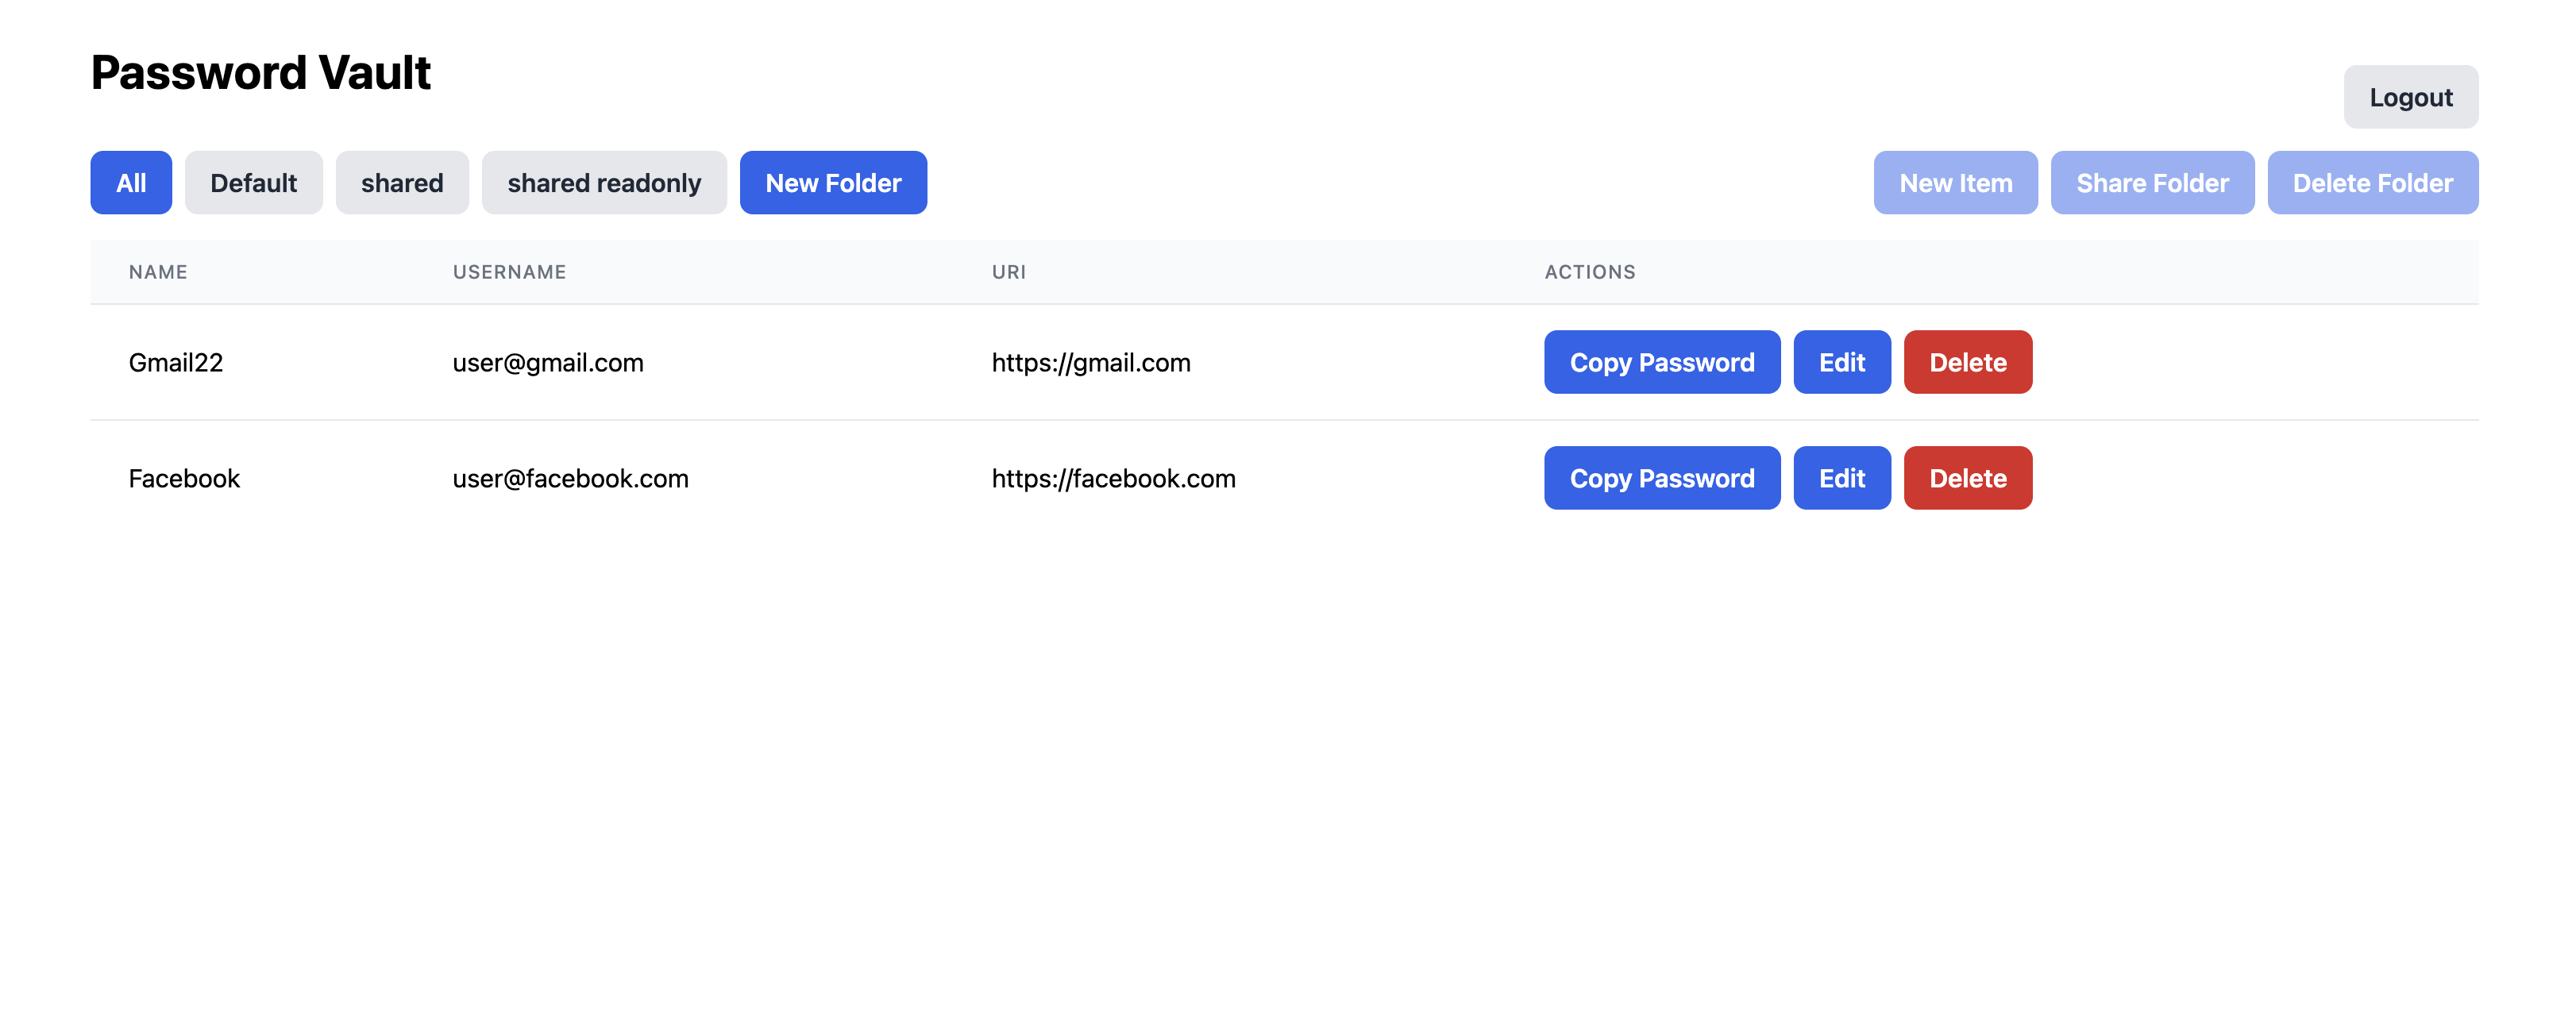 Password Vault
Logout
All Default shared shared readonly New Folder New Item Share Folder Delete Folder
NAME USERNAME URI ACTIONS
Gmail22 user@gmail.com https://gmail.com Copy Password Edit Delete
Facebook user@facebook.com https://facebook.com Copy Password Edit Delete